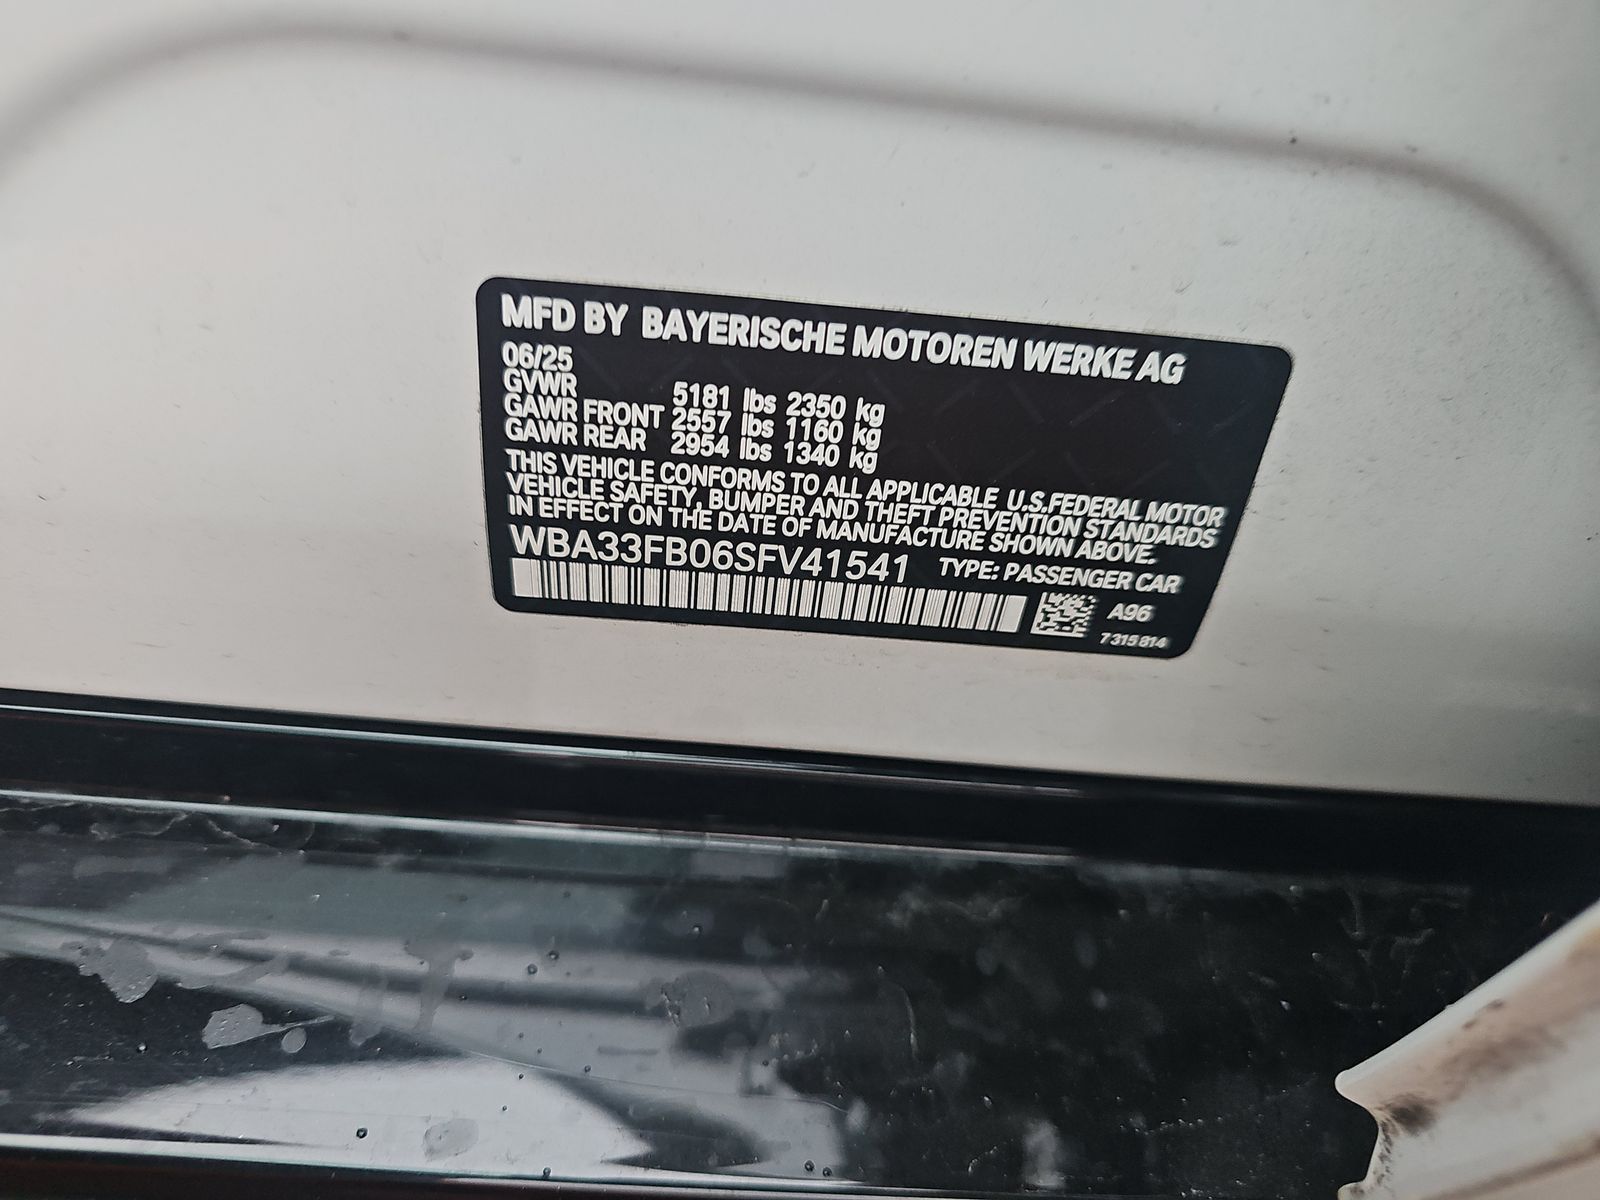 MFD BY BAYERISCHE MOTOREN WERKE AG
06/25
GVWR 5181 lbs 2350 kg
GAWR FRONT 2557 lbs 1160 kg
GAWR REAR 2954 lbs 1340 kg
THIS VEHICLE CONFORMS TO ALL APPLICABLE U.S.FEDERAL MOTOR
VEHICLE SAFETY, BUMPER AND THEFT PREVENTION STANDARDS
IN EFFECT ON THE DATE OF MANUFACTURE SHOWN ABOVE.
WBA33FB06SFV41541 TYPE: PASSENGER CAR
A96
7 315 814